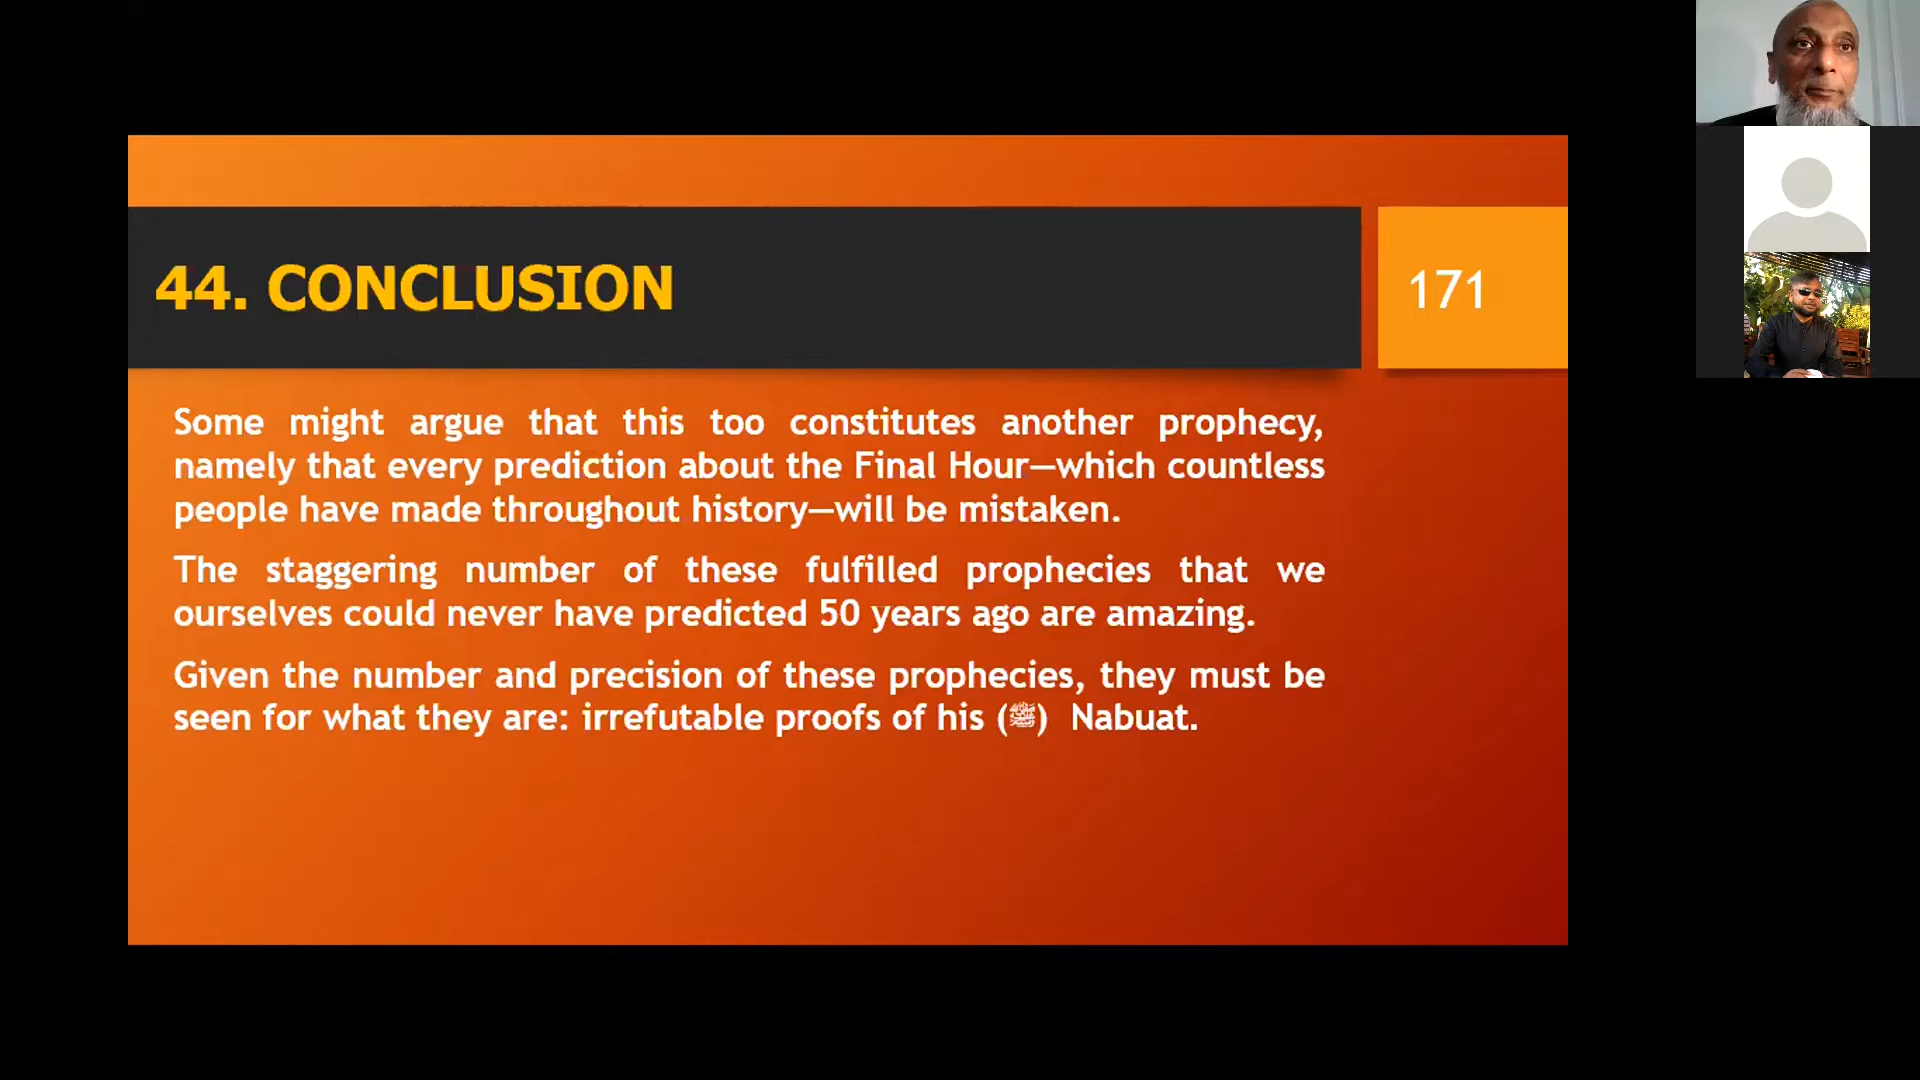 44. CONCLUSION
171
Some might argue that this too constitutes another prophecy,
namely that every prediction about the Final Hour—which countless
people have made throughout history—will be mistaken.
The staggering number of these fulfilled prophecies that we
ourselves could never have predicted 50 years ago are amazing.
Given the number and precision of these prophecies, they must be
seen for what they are: irrefutable proofs of his (ﷺ) Nabuat.